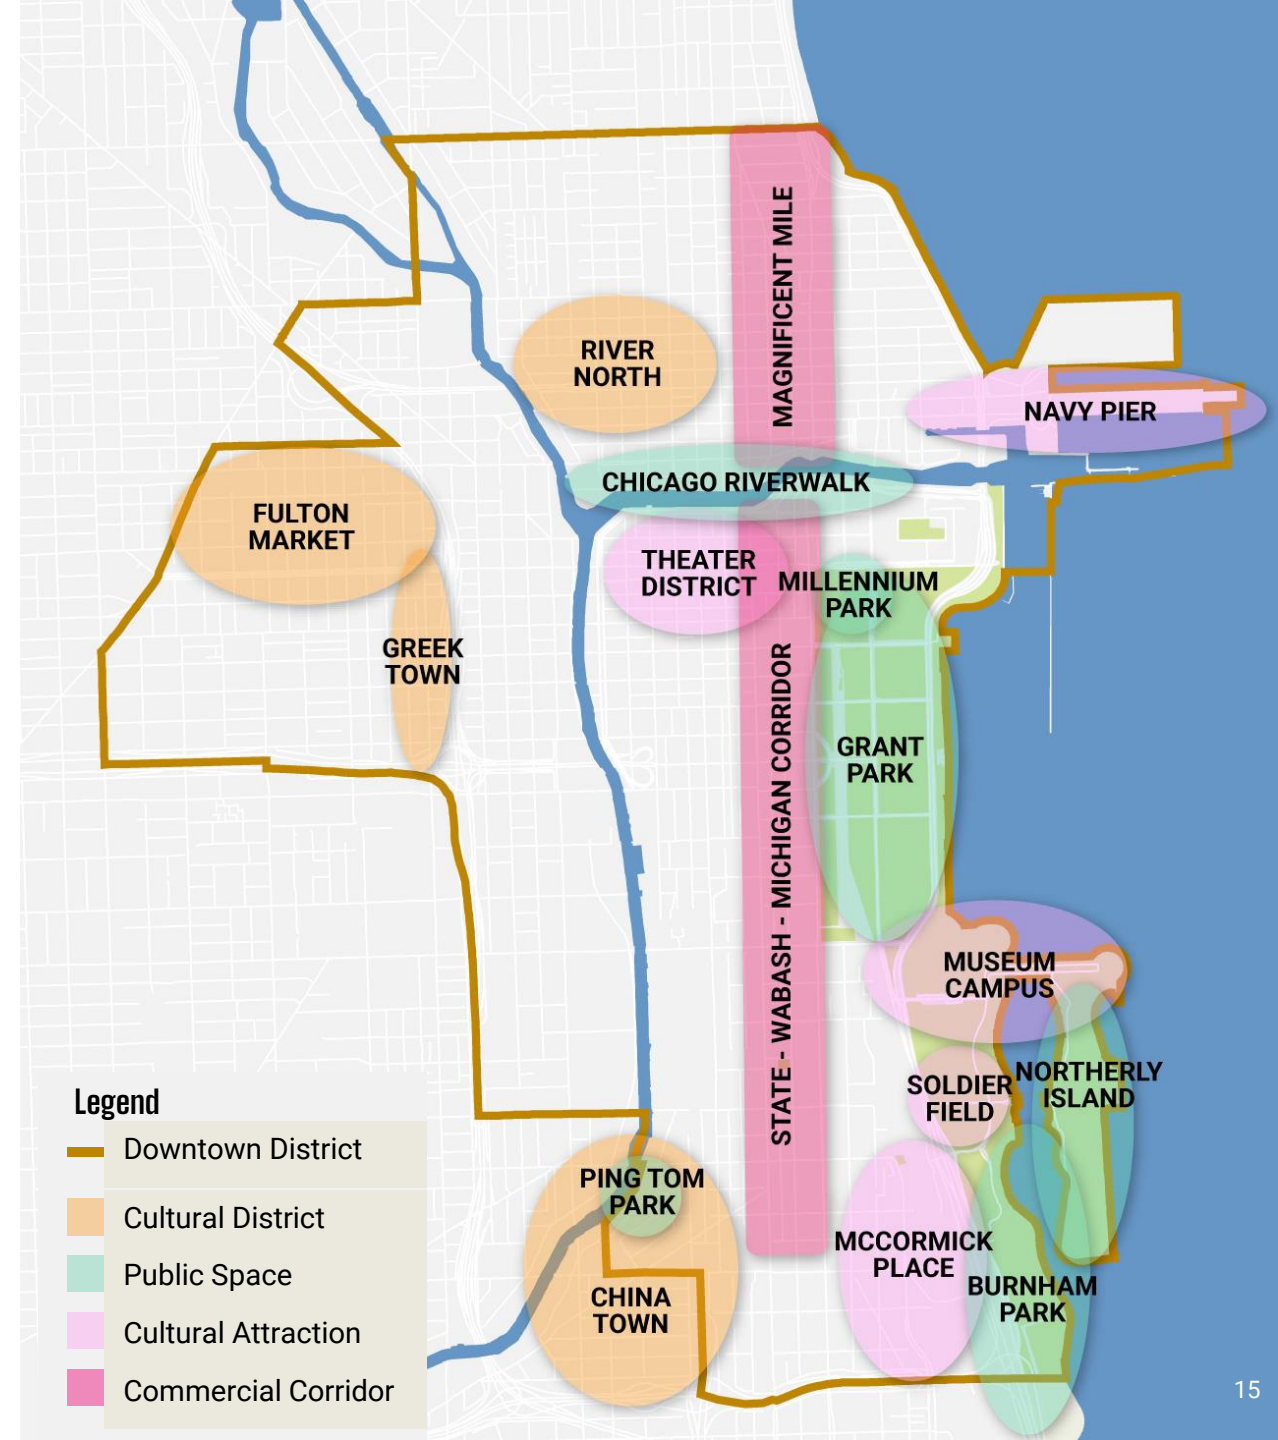 MAGNIFICENT MILE
RIVER
NORTH
NAVY PIER
CHICAGO RIVERWALK
FULTON
MARKET
THEATER
DISTRICT
MILLENNIUM
PARK
GREEK
TOWN
STATE - WABASH - MICHIGAN CORRIDOR
GRANT
PARK
MUSEUM
CAMPUS
SOLDIER
FIELD
NORTHERLY
ISLAND
PING TOM
PARK
MCCORMICK
PLACE
BURNHAM
PARK
CHINA
TOWN
Legend
Downtown District
Cultural District
Public Space
Cultural Attraction
Commercial Corridor
15